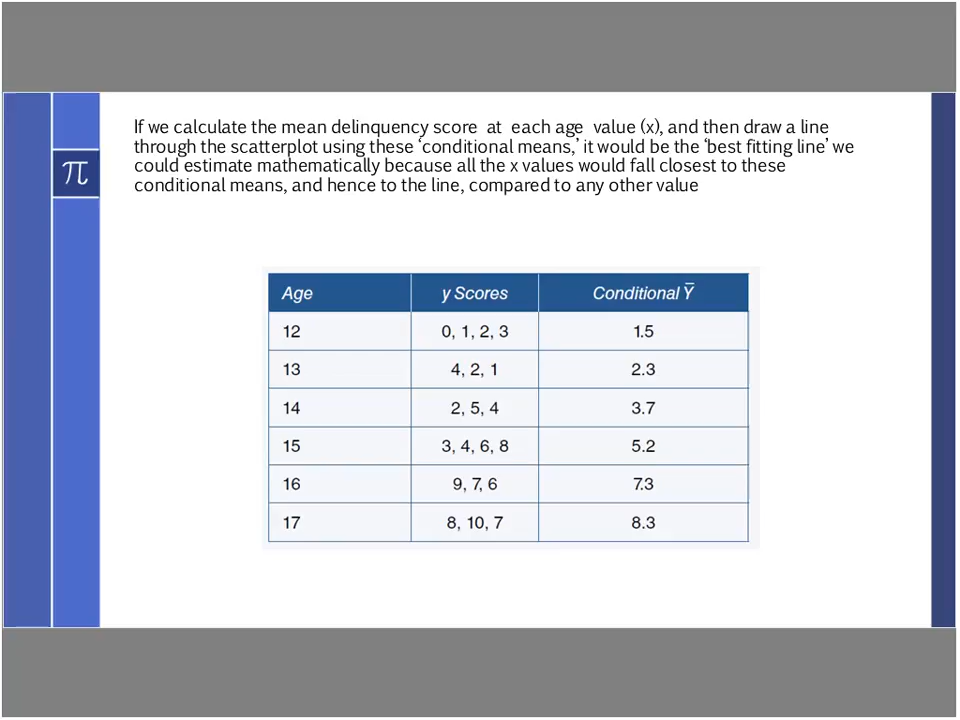 If we calculate the mean delinquency score at each age value (x), and then draw a line
through the scatterplot using these ‘conditional means,’ it would be the ‘best fitting line’ we
could estimate mathematically because all the x values would fall closest to these
conditional means, and hence to the line, compared to any other value
π
Age y Scores Conditional Y̅
12 0, 1, 2, 3 1.5
13 4, 2, 1 2.3
14 2, 5, 4 3.7
15 3, 4, 6, 8 5.2
16 9, 7, 6 7.3
17 8, 10, 7 8.3